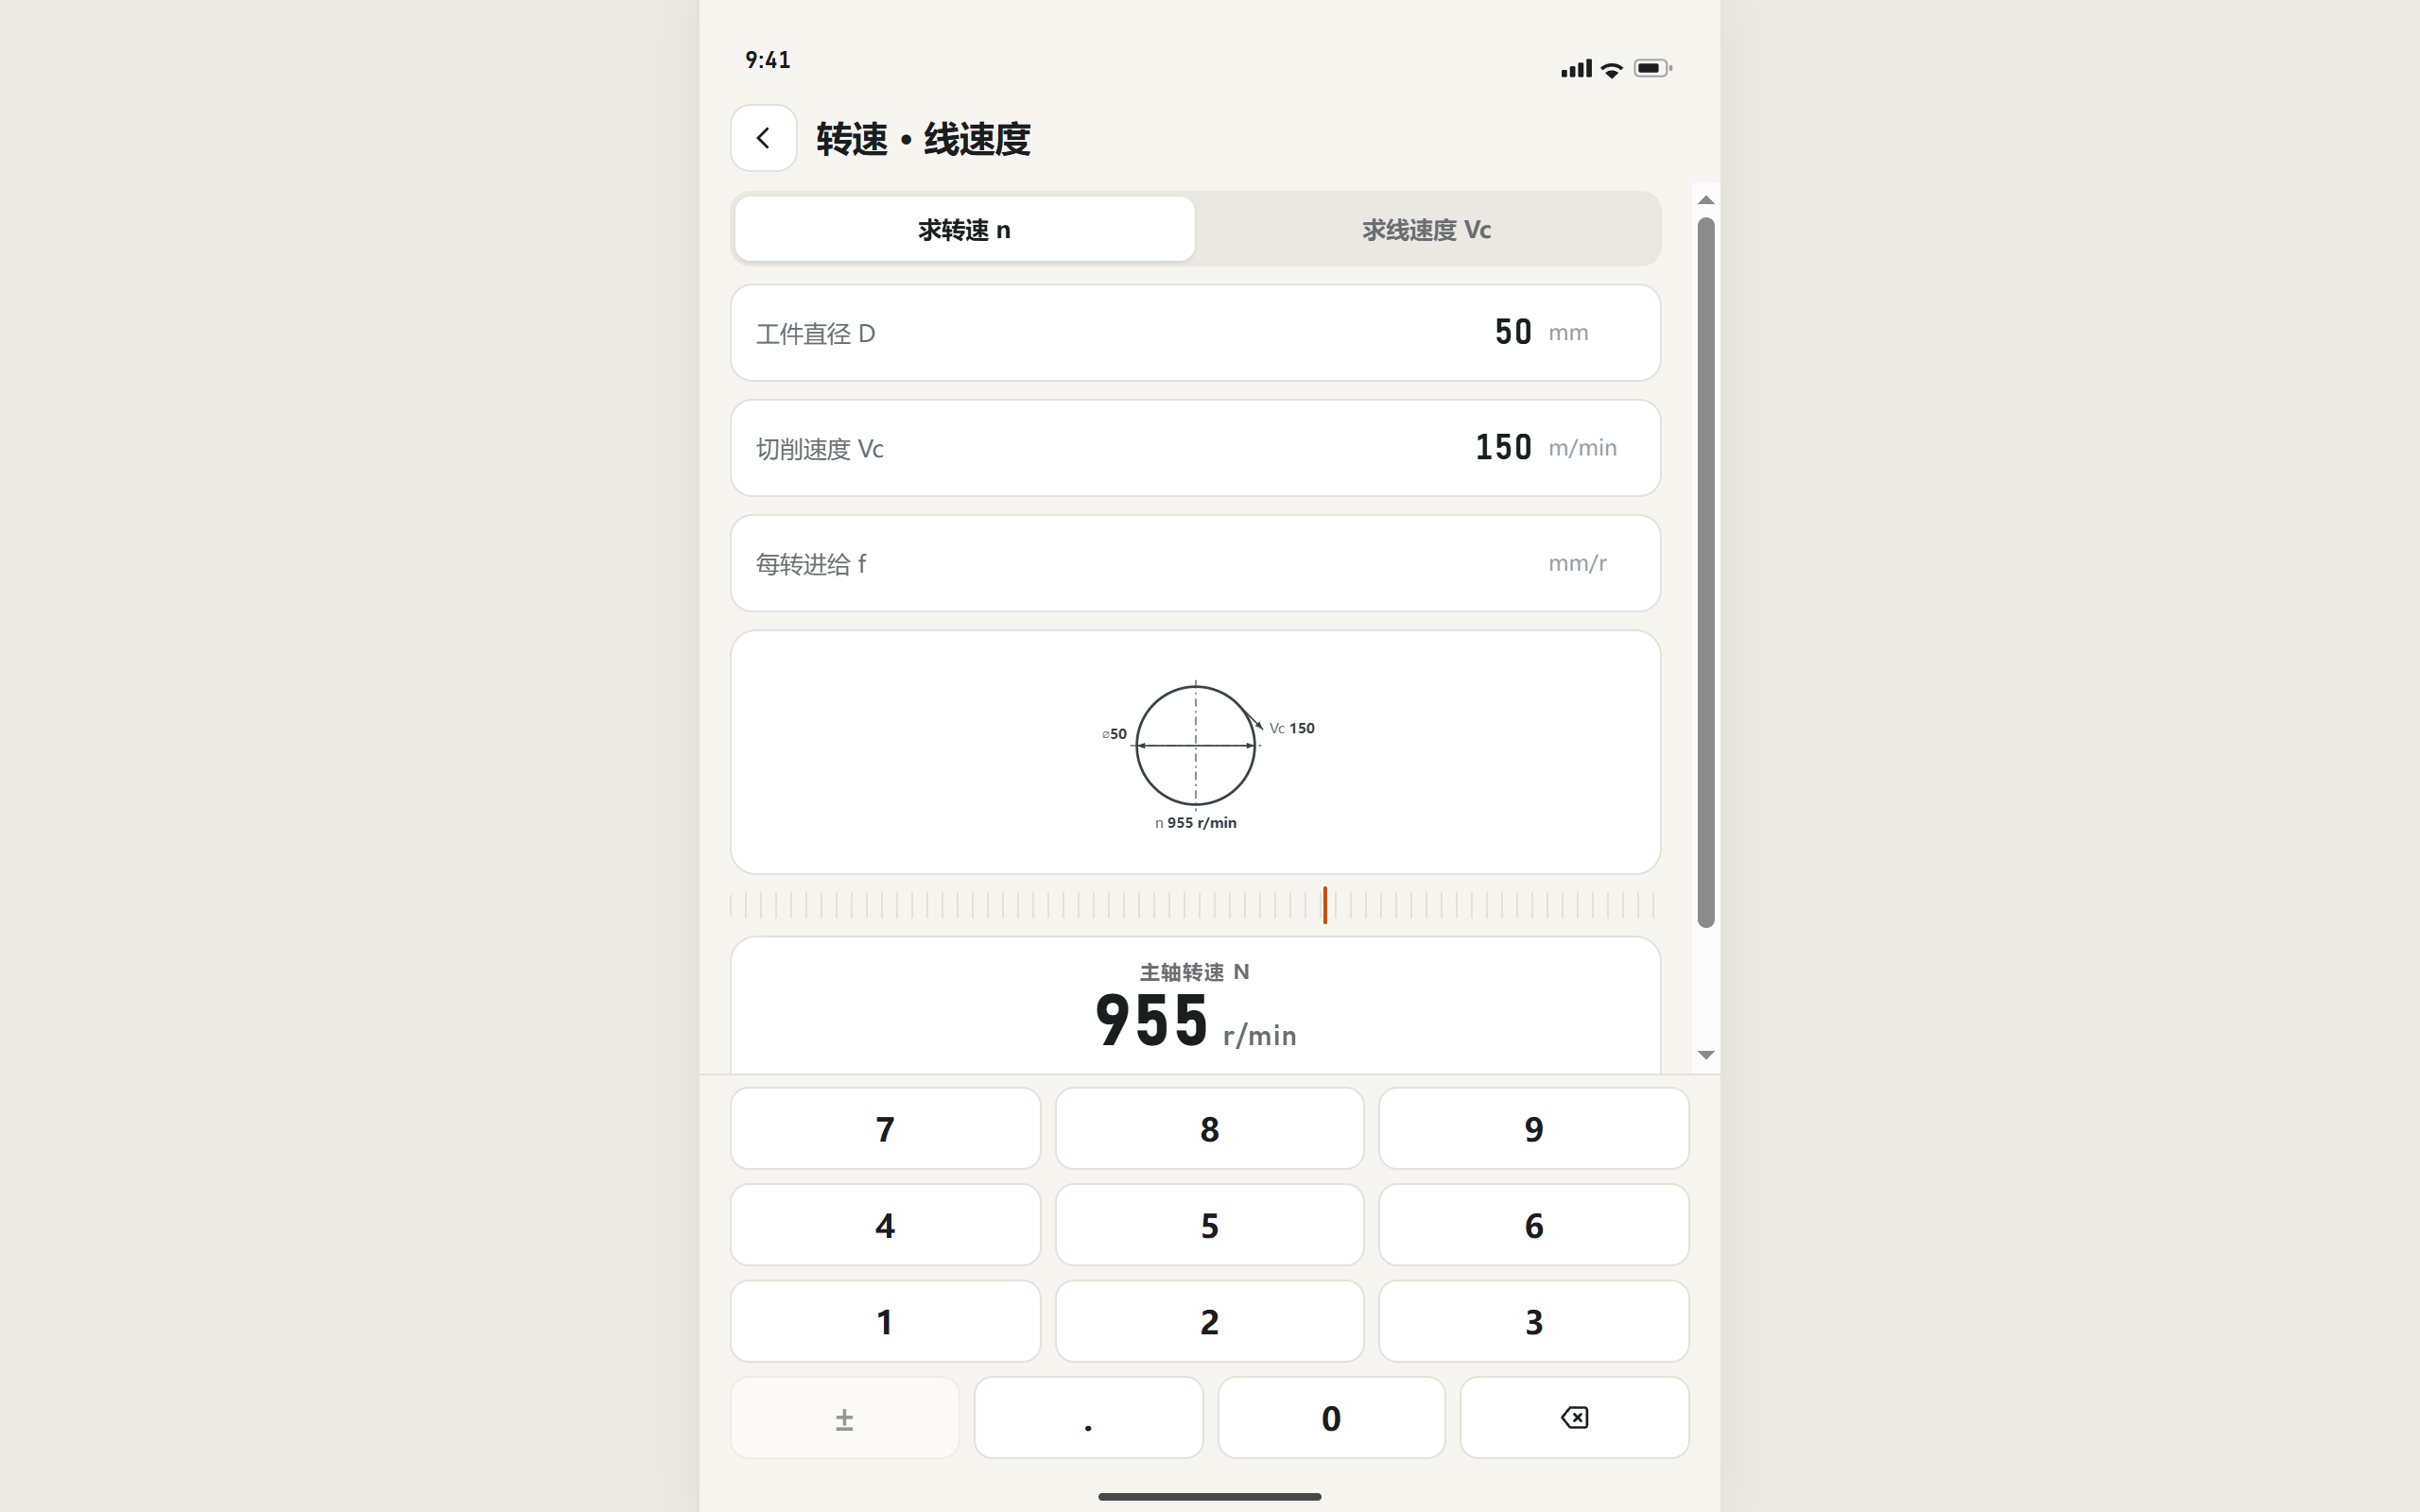 9:41
转速·线速度
求转速 n
求线速度 Vc
工件直径 D 50 mm
切削速度 Vc 150 m/min
每转进给 f mm/r
⌀50
Vc 150
n 955 r/min
主轴转速 N
955 r/min
7 8 9
4 5 6
1 2 3
± . 0